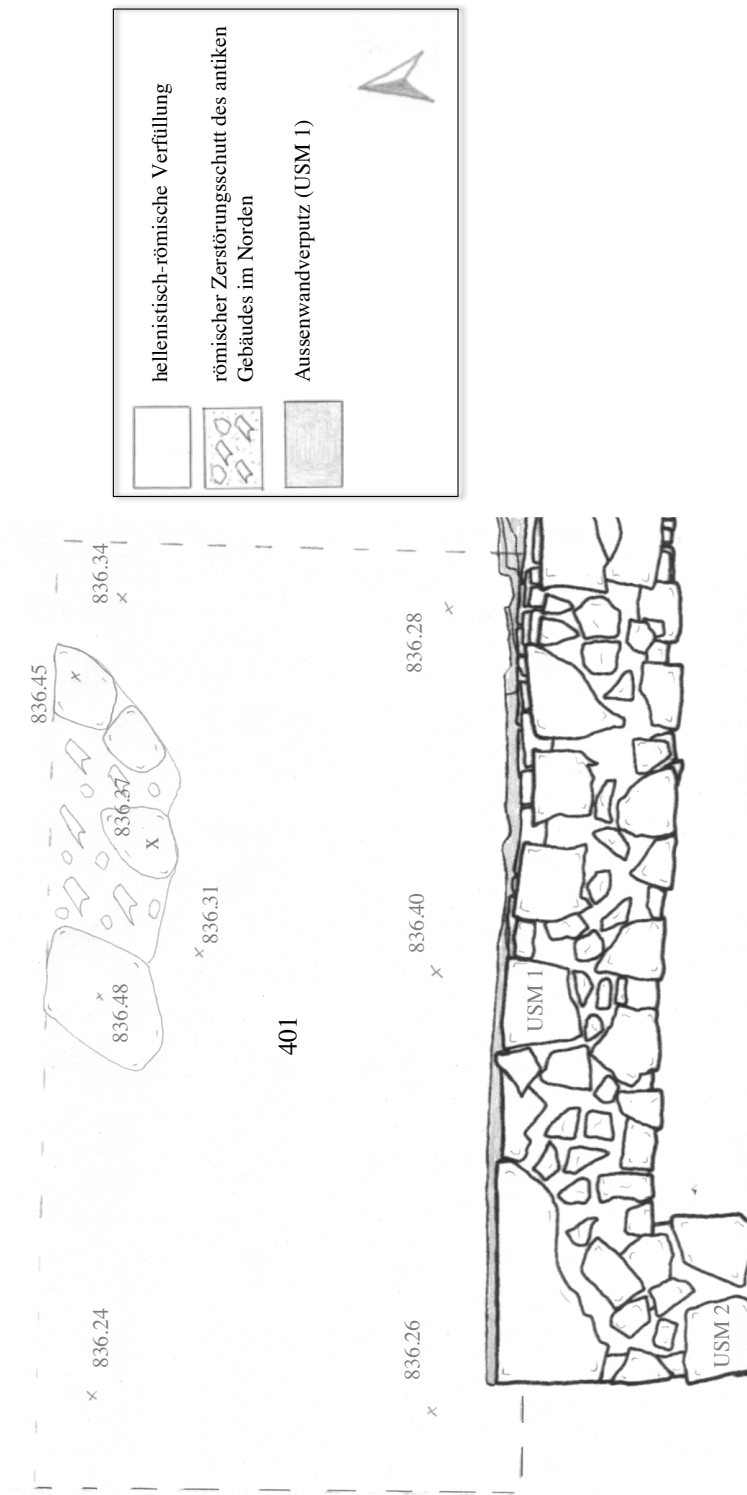 hellenistisch-römische Verfüllung
römischer Zerstörungsschutt des antiken
Gebäudes im Norden
Aussenwandverputz (USM 1)
836.24
836.48
836.37
836.45
836.34
836.31
401
836.26
836.40
836.28
USM 1
USM 2